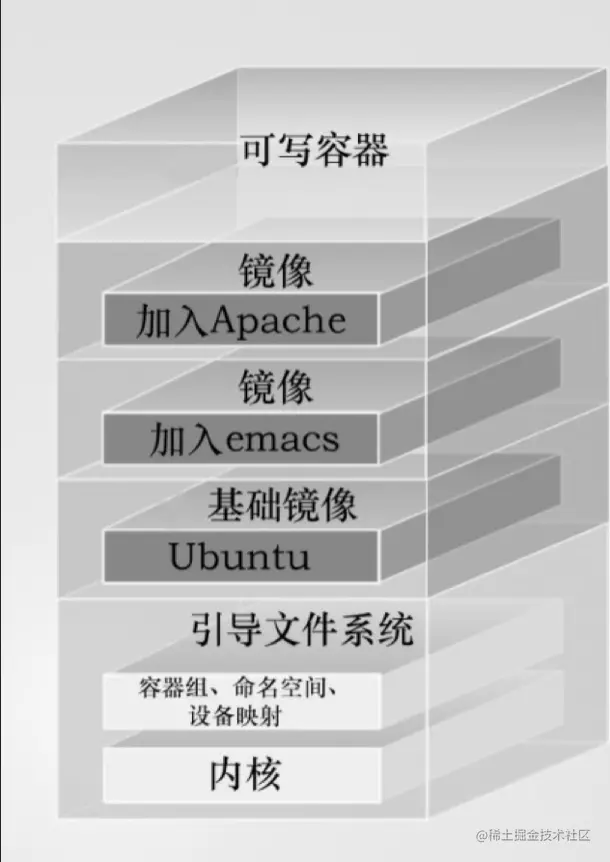 可写容器
镜像
加入Apache
镜像
加入emacs
基础镜像
Ubuntu
引导文件系统
容器组、命名空间、
设备映射
内核
@稀土掘金技术社区